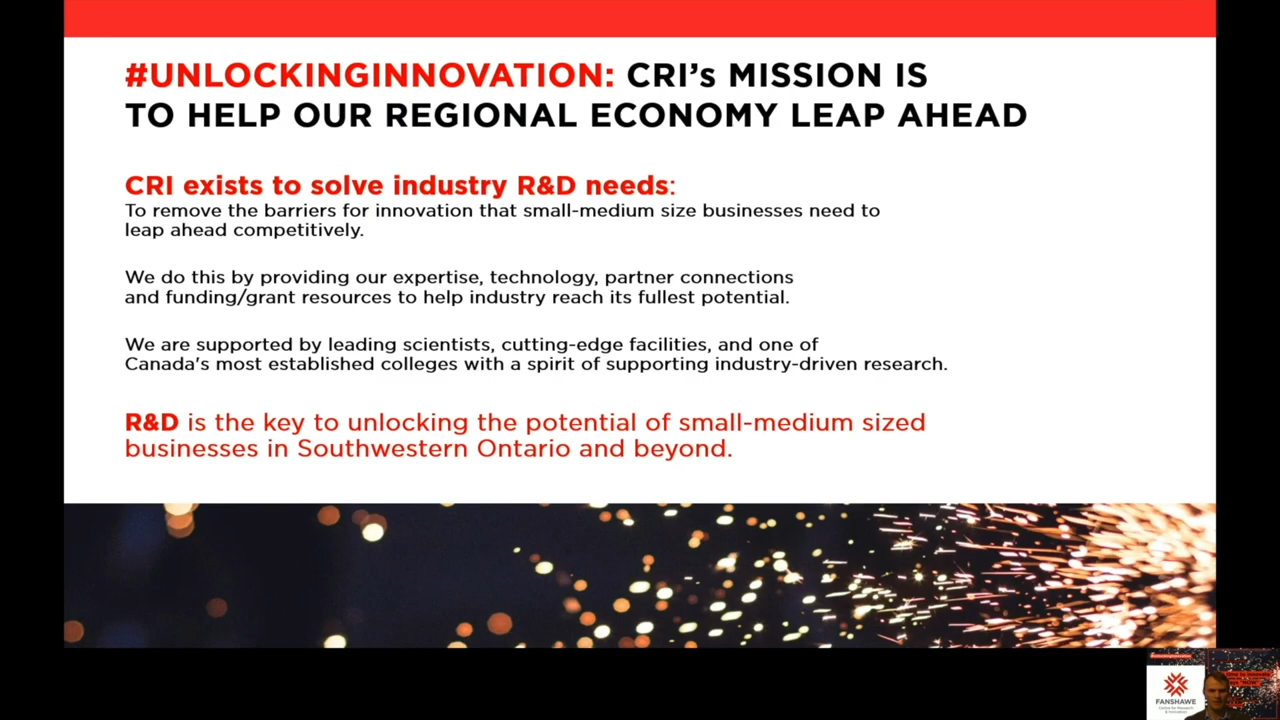 #UNLOCKINGINNOVATION: CRI’s MISSION IS
TO HELP OUR REGIONAL ECONOMY LEAP AHEAD
CRI exists to solve industry R&D needs:
To remove the barriers for innovation that small-medium size businesses need to
leap ahead competitively.
We do this by providing our expertise, technology, partner connections
and funding/grant resources to help industry reach its fullest potential.
We are supported by leading scientists, cutting-edge facilities, and one of
Canada's most established colleges with a spirit of supporting industry-driven research.
R&D is the key to unlocking the potential of small-medium sized
businesses in Southwestern Ontario and beyond.
FANSHAWE
Centre for Research
& Innovation